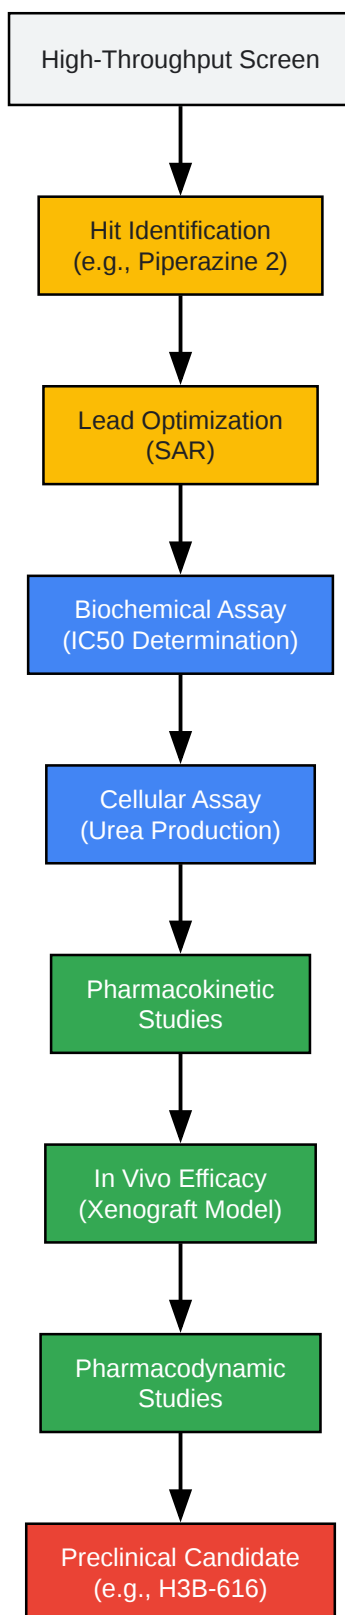 High-Throughput Screen
Hit Identification
(e.g., Piperazine 2)
Lead Optimization
(SAR)
Biochemical Assay
(IC50 Determination)
Cellular Assay
(Urea Production)
Pharmacokinetic
Studies
In Vivo Efficacy
(Xenograft Model)
Pharmacodynamic
Studies
Preclinical Candidate
(e.g., H3B-616)